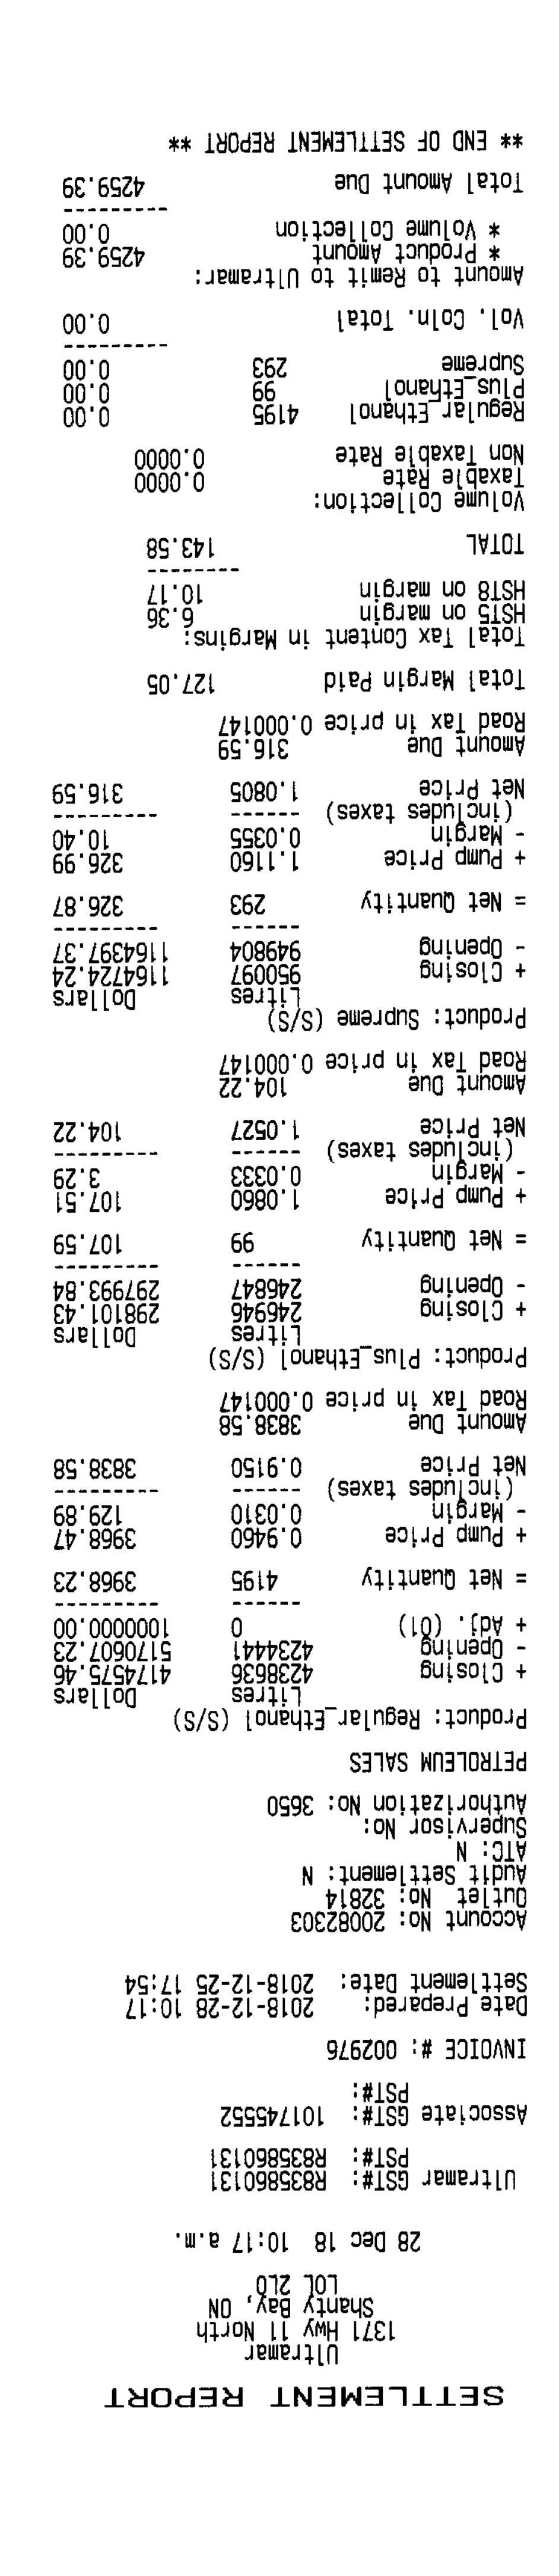 SETTLEMENT REPORT
Ultramar
1371 Hwy 11 North
Shanty Bay, ON
L0L 2L0
28 Dec 18 10:17 a.m.
Ultramar GST#: R835860131
PST#: R835860131
Associate GST#: 101745552
PST#:
INVOICE #: 002976
Date Prepared: 2018-12-28 10:17
Settlement Date: 2018-12-25 17:54
Account No: 20082303
Outlet No: 32814
Audit Settlement: N
ATC: N
Supervisor No:
Authorization No: 3650
PETROLEUM SALES
Product: Regular_Ethanol (S/S)
Litres Dollars
+ Closing 4238636 4174575.46
- Opening 4234441 5170607.23
+ Adj. (01) 0 1000000.00
------ ---------
= Net Quantity 4195 3968.23
+ Pump Price 0.9460 3968.47
- Margin 0.0310 129.89
(includes taxes) ------ ---------
Net Price 0.9150 3838.58
Amount Due 3838.58
Road Tax in price 0.000147
Product: Plus_Ethanol (S/S)
Litres Dollars
+ Closing 246946 298101.43
- Opening 246847 297993.84
------ ---------
= Net Quantity 99 107.59
+ Pump Price 1.0860 107.51
- Margin 0.0333 3.29
(includes taxes) ------ ---------
Net Price 1.0527 104.22
Amount Due 104.22
Road Tax in price 0.000147
Product: Supreme (S/S)
Litres Dollars
+ Closing 950097 1164724.24
- Opening 949804 1164397.37
------ ---------
= Net Quantity 293 326.87
+ Pump Price 1.1160 326.99
- Margin 0.0355 10.40
(includes taxes) ------ ---------
Net Price 1.0805 316.59
Amount Due 316.59
Road Tax in price 0.000147
Total Margin Paid 127.05
Total Tax Content in Margins:
HST5 on margin 6.36
HST8 on margin 10.17
--------
TOTAL 143.58
Volume Collection:
Taxable Rate 0.0000
Non Taxable Rate 0.0000
Regular_Ethanol 4195 0.00
Plus_Ethanol 99 0.00
Supreme 293 0.00
---------
Vol. Coln. Total 0.00
Amount to Remit to Ultramar:
* Product Amount 4259.39
* Volume Collection 0.00
---------
Total Amount Due 4259.39
** END OF SETTLEMENT REPORT **